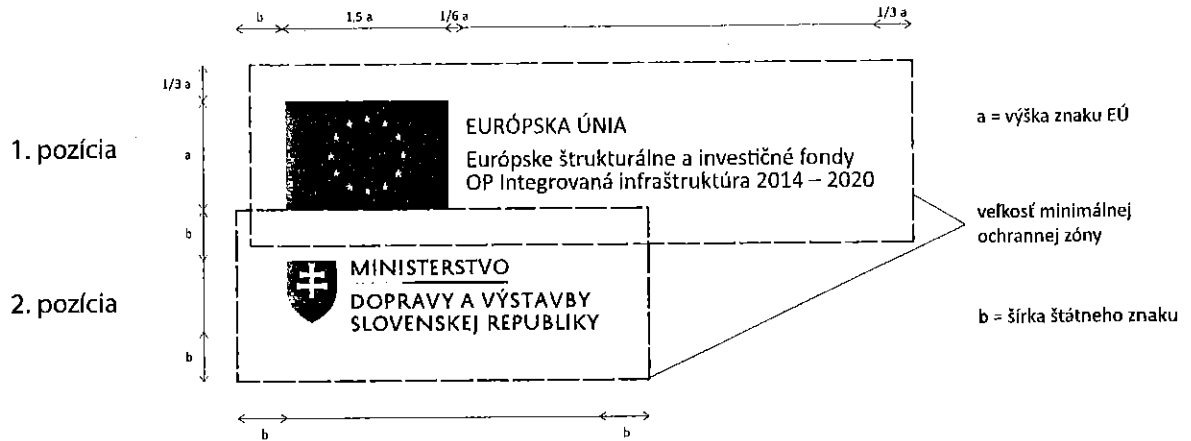 b 1,5 a 1/6 a 1/3 a
1/3 a
1. pozícia
a
EURÓPSKA ÚNIA
Európske štrukturálne a investičné fondy
OP Integrovaná infraštruktúra 2014 – 2020
a = výška znaku EÚ
b
veľkosť minimálnej
ochrannej zóny
2. pozícia
MINISTERSTVO
DOPRAVY A VÝSTAVBY
SLOVENSKEJ REPUBLIKY
b = šírka štátneho znaku
b
b b